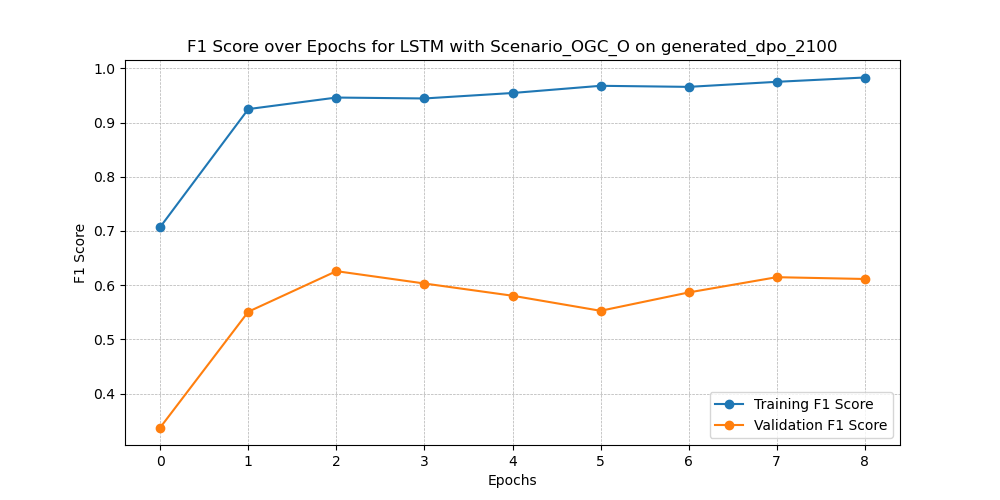 F1 Score over Epochs for LSTM with Scenario_OGC_O on generated_dpo_2100
F1 Score
1.0
0.9
0.8
0.7
0.6
0.5
0.4
0 1 2 3 4 5 6 7 8
Epochs
Training F1 Score
Validation F1 Score